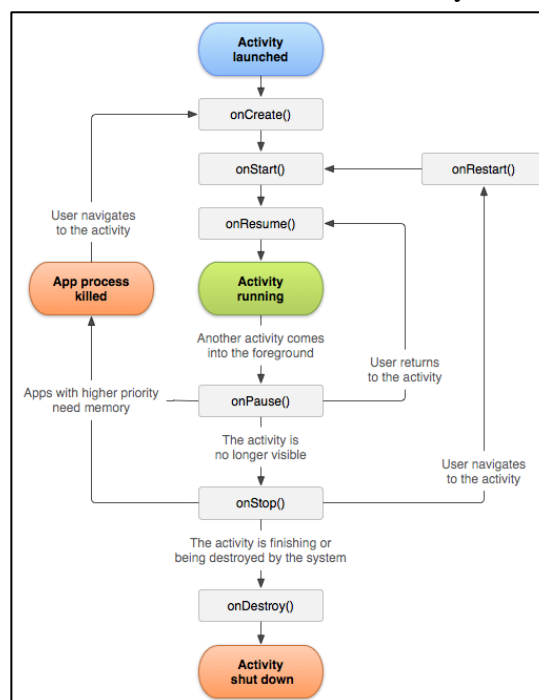 Activity
launched
onCreate()
onStart()
onRestart()
User navigates
to the activity
onResume()
App process
killed
Activity
running
Another activity comes
into the foreground
User returns
to the activity
Apps with higher priority
need memory
onPause()
The activity is
no longer visible
User navigates
to the activity
onStop()
The activity is finishing or
being destroyed by the system
onDestroy()
Activity
shut down